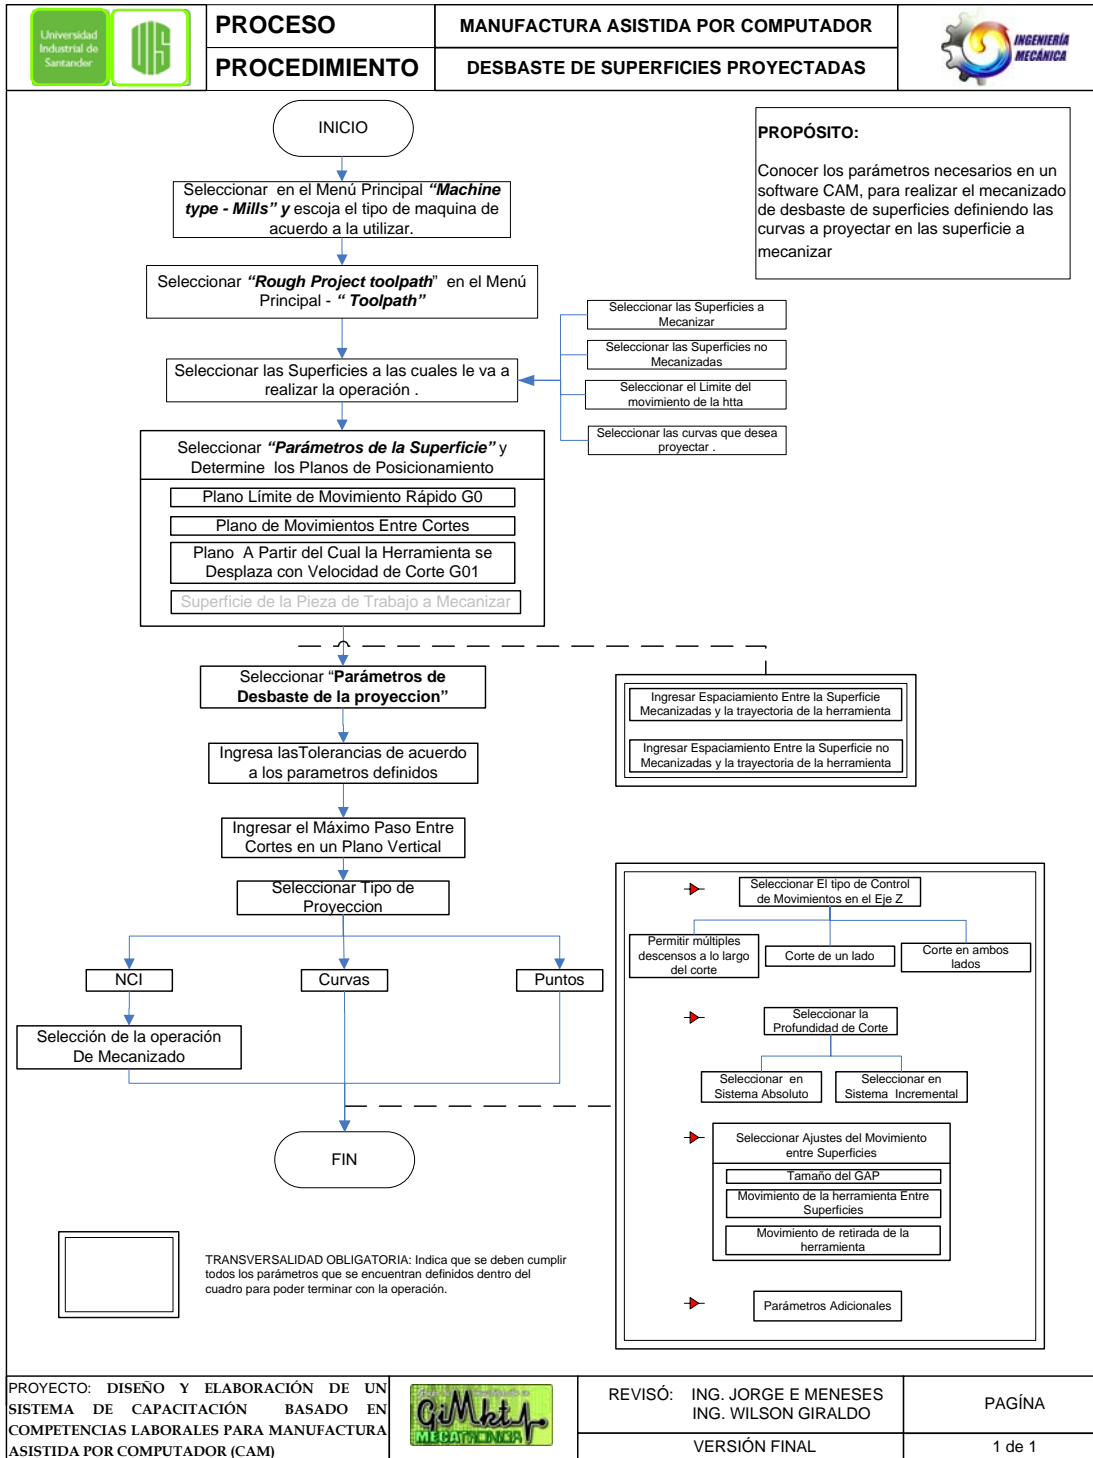 Universidad
Industrial de
Santander
UIS
PROCESO
MANUFACTURA ASISTIDA POR COMPUTADOR
PROCEDIMIENTO
DESBASTE DE SUPERFICIES PROYECTADAS
INGENIERÍA
MECÁNICA
INICIO
PROPÓSITO:
Conocer los parámetros necesarios en un
software CAM, para realizar el mecanizado
de desbaste de superficies definiendo las
curvas a proyectar en las superficie a
mecanizar
Seleccionar en el Menú Principal “Machine
type - Mills” y escoja el tipo de maquina de
acuerdo a la utilizar.
Seleccionar “Rough Project toolpath” en el Menú
Principal - “ Toolpath”
Seleccionar las Superficies a
Mecanizar
Seleccionar las Superficies no
Mecanizadas
Seleccionar el Limite del
movimiento de la htta
Seleccionar las curvas que desea
proyectar .
Seleccionar las Superficies a las cuales le va a
realizar la operación .
Seleccionar “Parámetros de la Superficie” y
Determine los Planos de Posicionamiento
Plano Límite de Movimiento Rápido G0
Plano de Movimientos Entre Cortes
Plano A Partir del Cual la Herramienta se
Desplaza con Velocidad de Corte G01
Superficie de la Pieza de Trabajo a Mecanizar
Seleccionar “Parámetros de
Desbaste de la proyeccion”
Ingresar Espaciamiento Entre la Superficie
Mecanizadas y la trayectoria de la herramienta
Ingresar Espaciamiento Entre la Superficie no
Mecanizadas y la trayectoria de la herramienta
Ingresa lasTolerancias de acuerdo
a los parametros definidos
Ingresar el Máximo Paso Entre
Cortes en un Plano Vertical
Seleccionar Tipo de
Proyeccion
NCI
Curvas
Puntos
Selección de la operación
De Mecanizado
FIN
Seleccionar El tipo de Control
de Movimientos en el Eje Z
Permitir múltiples
descensos a lo largo
del corte
Corte de un lado
Corte en ambos
lados
Seleccionar la
Profundidad de Corte
Seleccionar en
Sistema Absoluto
Seleccionar en
Sistema Incremental
Seleccionar Ajustes del Movimiento
entre Superficies
Tamaño del GAP
Movimiento de la herramienta Entre
Superficies
Movimiento de retirada de la
herramienta
Parámetros Adicionales
TRANSVERSALIDAD OBLIGATORIA: Indica que se deben cumplir
todos los parámetros que se encuentran definidos dentro del
cuadro para poder terminar con la operación.
PROYECTO: DISEÑO Y ELABORACIÓN DE UN
SISTEMA DE CAPACITACIÓN BASADO EN
COMPETENCIAS LABORALES PARA MANUFACTURA
ASISTIDA POR COMPUTADOR (CAM)
MECATRONICA
REVISÓ: ING. JORGE E MENESES
ING. WILSON GIRALDO
VERSIÓN FINAL
PAGÍNA
1 de 1